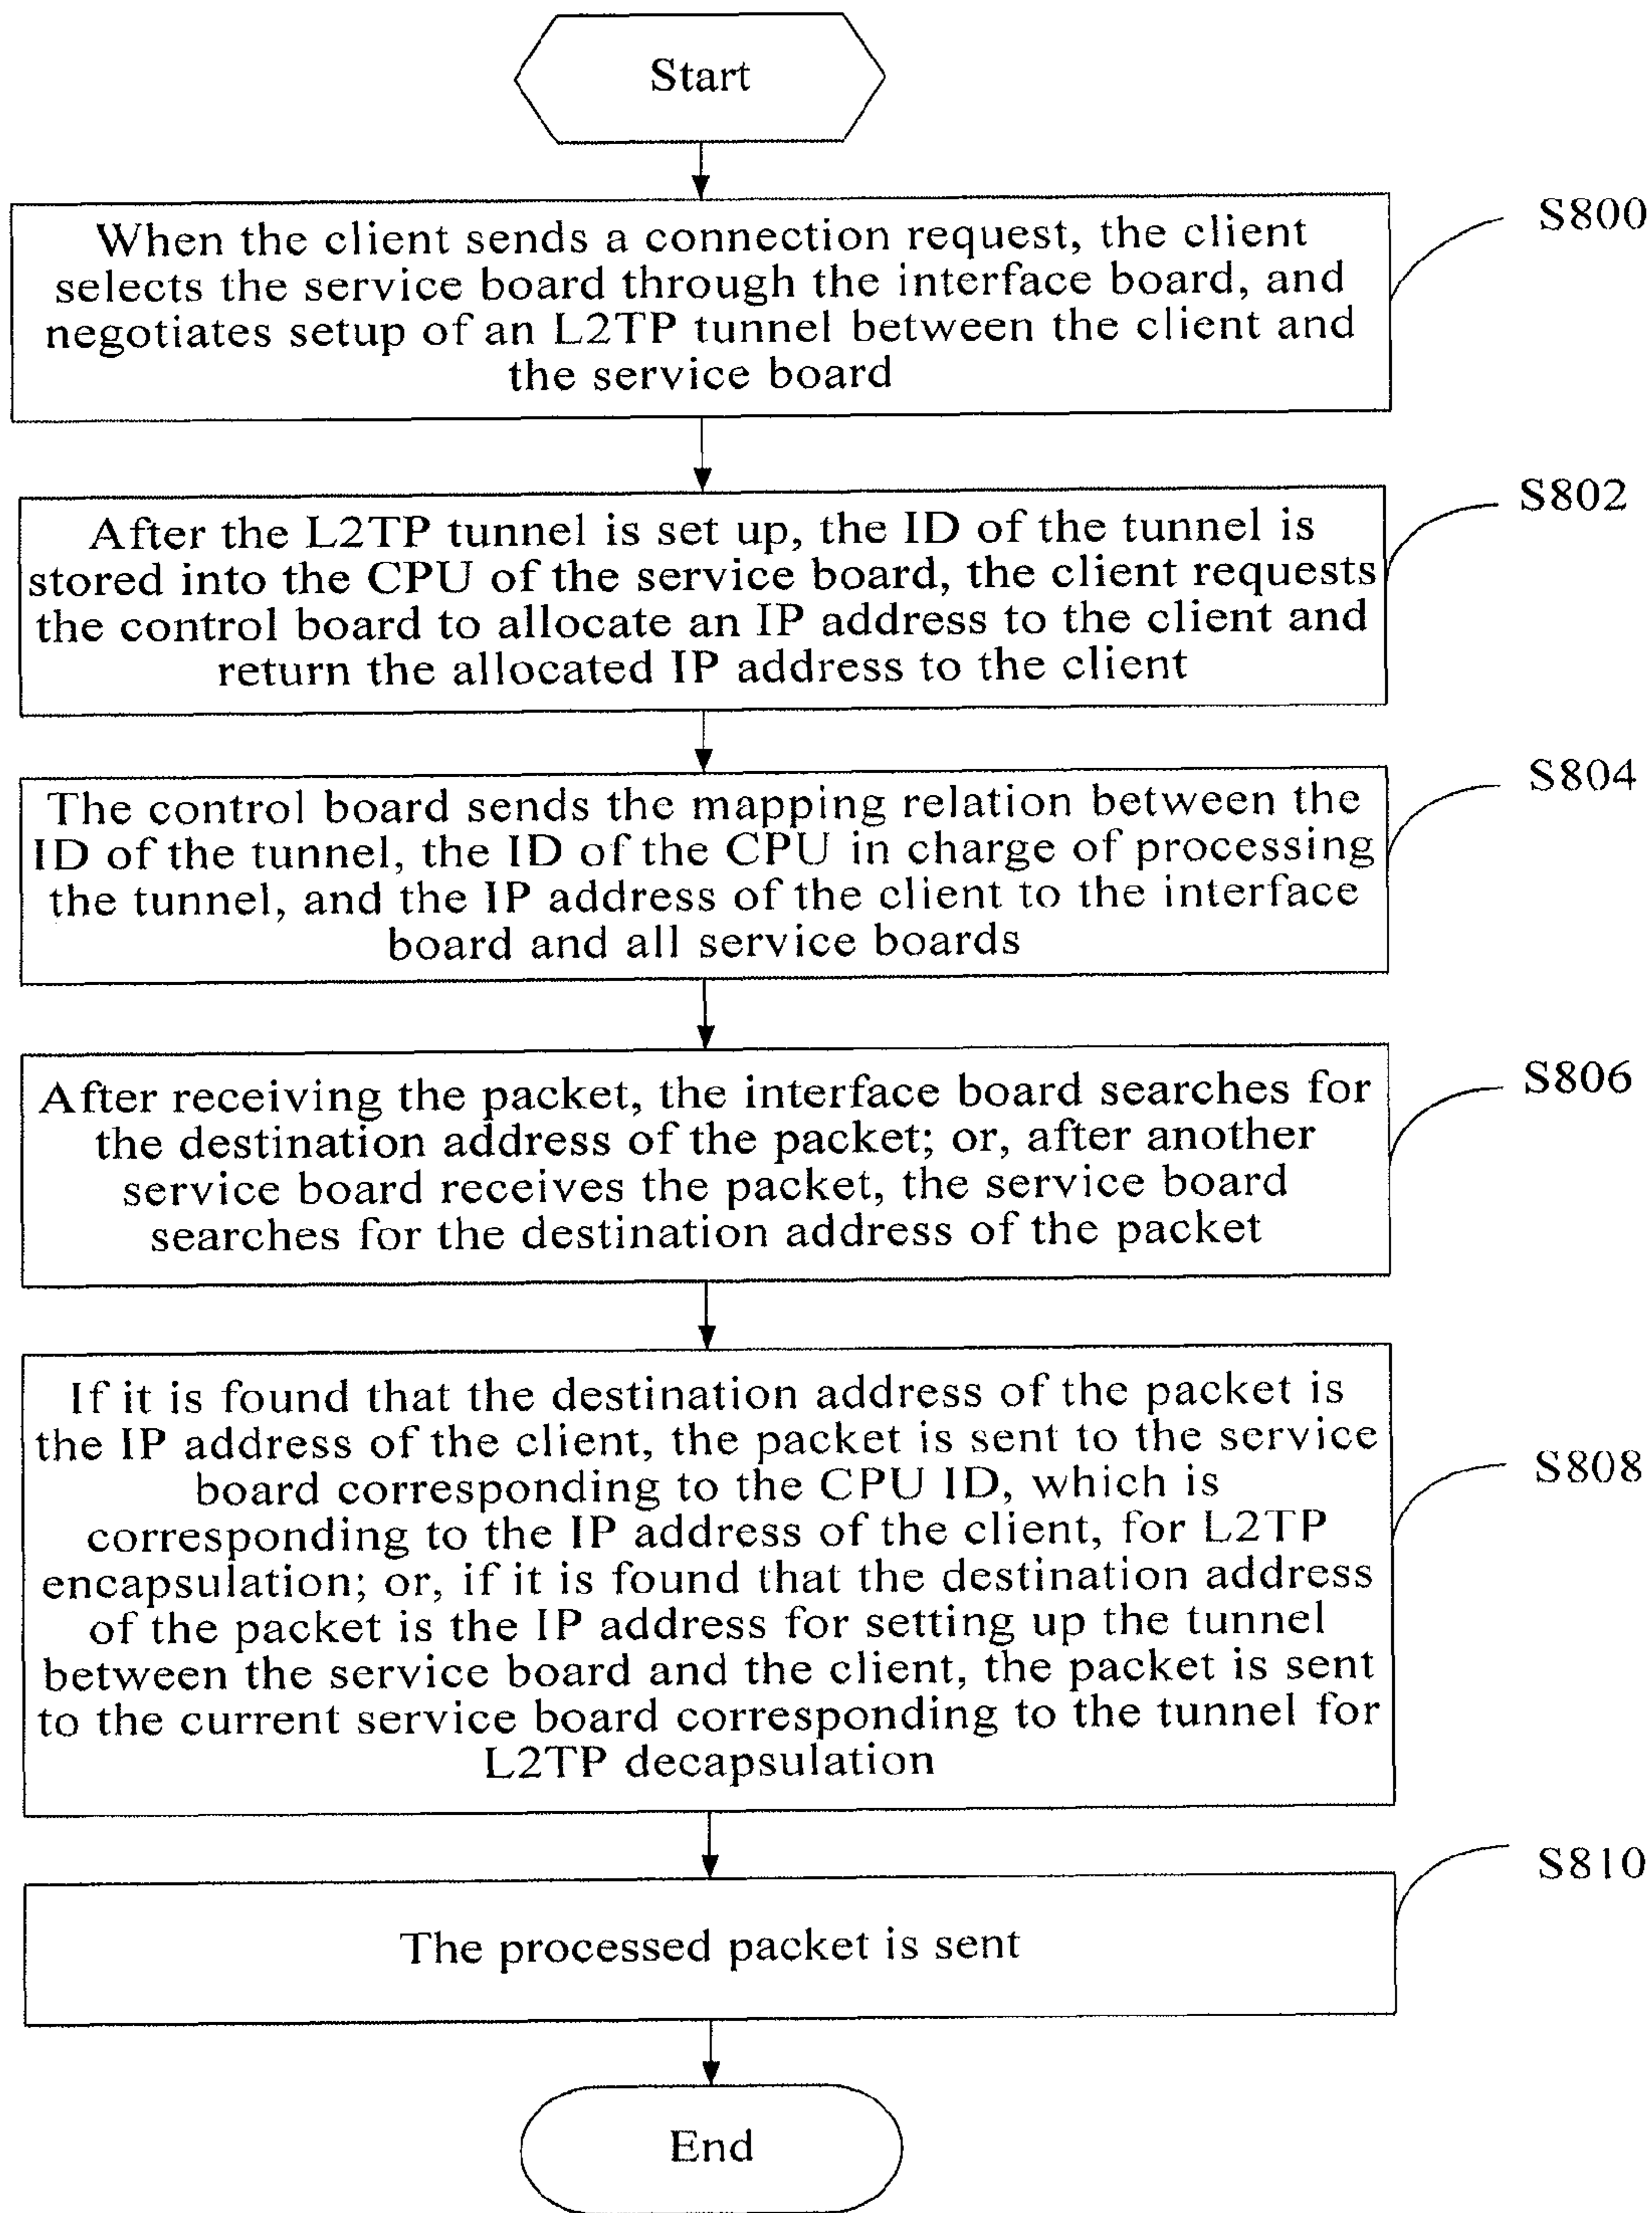 Start
S800
When the client sends a connection request, the client
selects the service board through the interface board, and
negotiates setup of an L2TP tunnel between the client and
the service board
S802
After the L2TP tunnel is set up, the ID of the tunnel is
stored into the CPU of the service board, the client requests
the control board to allocate an IP address to the client and
return the allocated IP address to the client
S804
The control board sends the mapping relation between the
ID of the tunnel, the ID of the CPU in charge of processing
the tunnel, and the IP address of the client to the interface
board and all service boards
S806
After receiving the packet, the interface board searches for
the destination address of the packet; or, after another
service board receives the packet, the service board
searches for the destination address of the packet
S808
If it is found that the destination address of the packet is
the IP address of the client, the packet is sent to the service
board corresponding to the CPU ID, which is
corresponding to the IP address of the client, for L2TP
encapsulation; or, if it is found that the destination address
of the packet is the IP address for setting up the tunnel
between the service board and the client, the packet is sent
to the current service board corresponding to the tunnel for
L2TP decapsulation
S810
The processed packet is sent
End